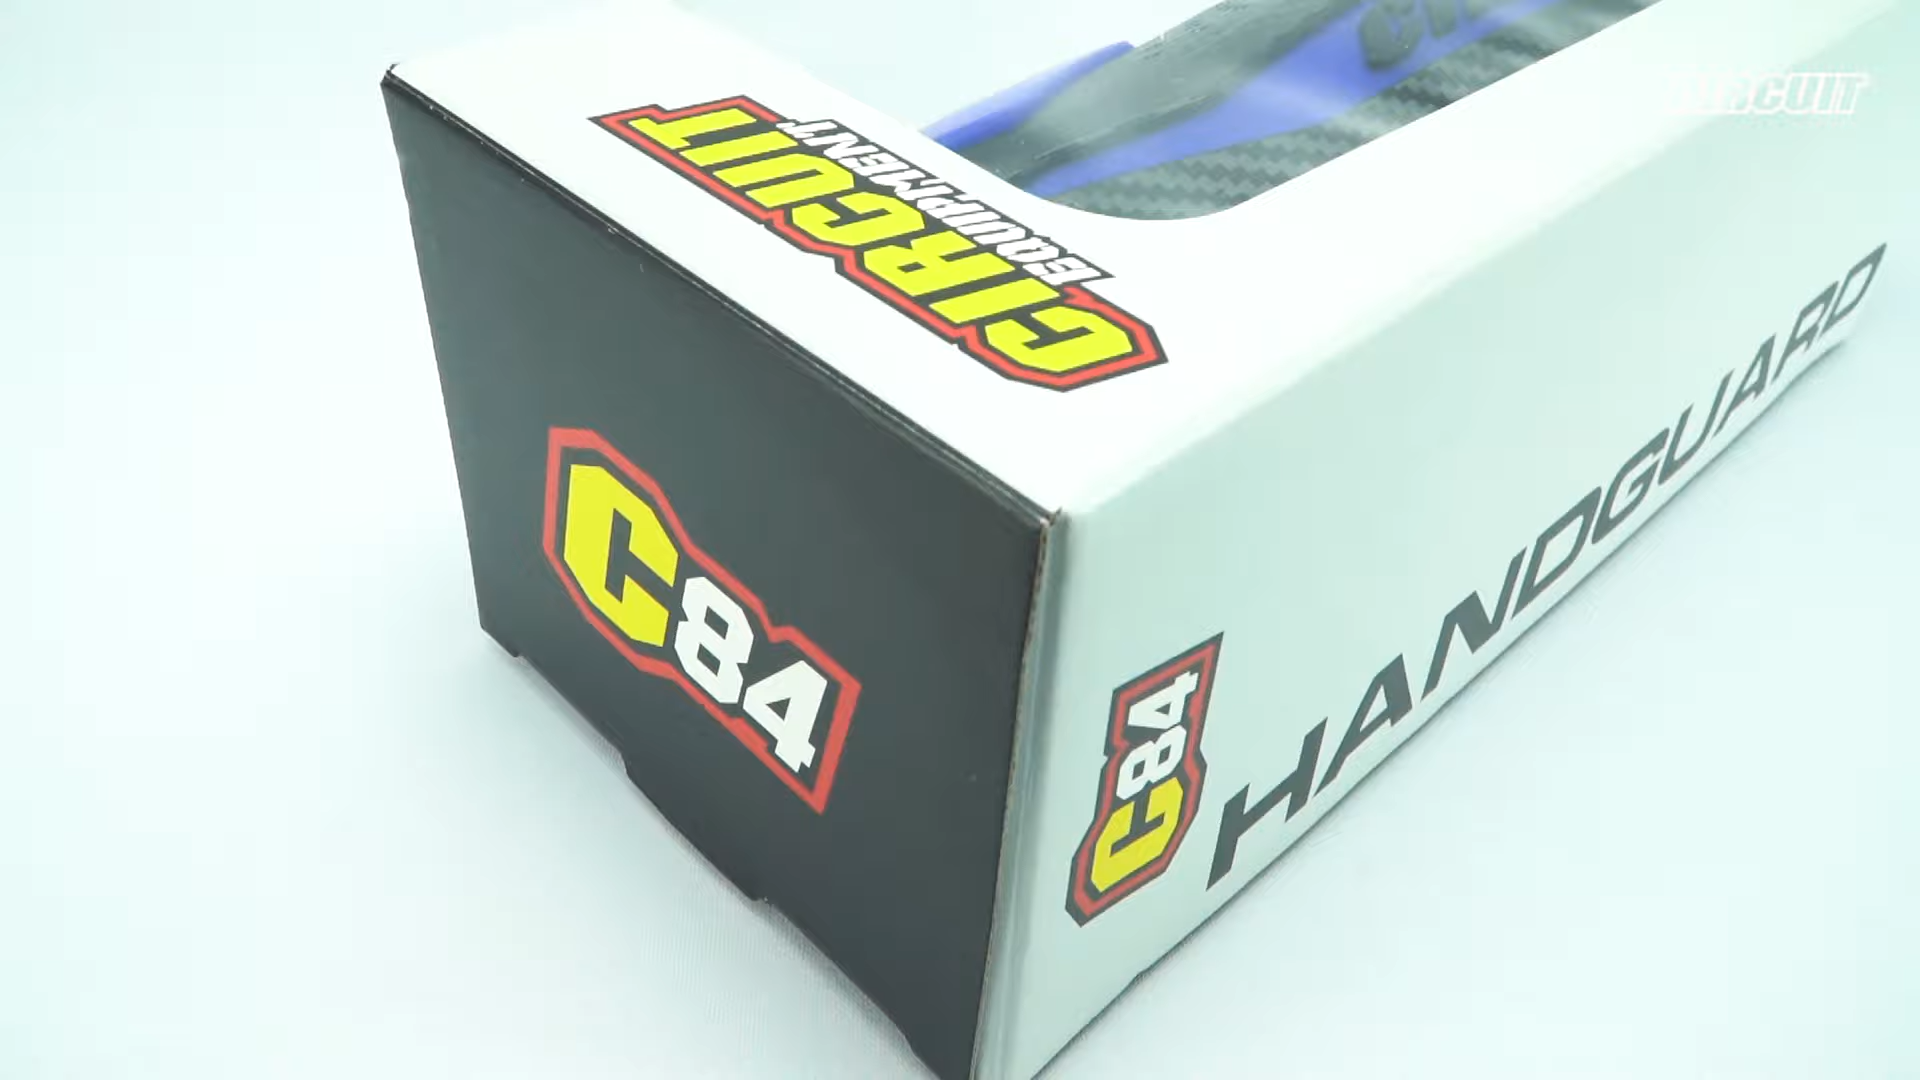 CIRCUIT
EQUIPMENT
CIRCUIT
C84
C84
HANDGUARD